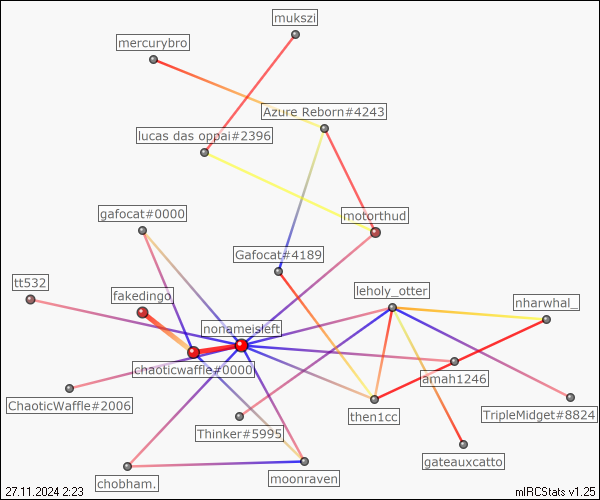 mukszi
mercurybro
Azure Reborn#4243
lucas das oppai#2396
gafocat#0000
motorthud
Gafocat#4189
tt532
fakedingo
leholy_otter
nharwhal_
nonameisleft
chaoticwaffle#0000
amah1246
ChaoticWaffle#2006
then1cc
TripleMidget#8824
Thinker#5995
gateauxcatto
chobham.
moonraven
27.11.2024 2:23
mIRCStats v1.25